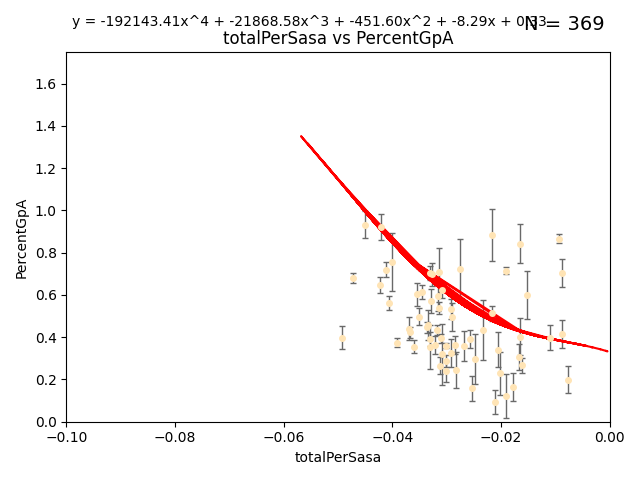 y = -192143.41x^4 + -21868.58x^3 + -451.60x^2 + -8.29x + 0.33
N = 369
totalPerSasa vs PercentGpA
PercentGpA
1.6
1.4
1.2
1.0
0.8
0.6
0.4
0.2
0.0
−0.10 −0.08 −0.06 −0.04 −0.02 0.00
totalPerSasa